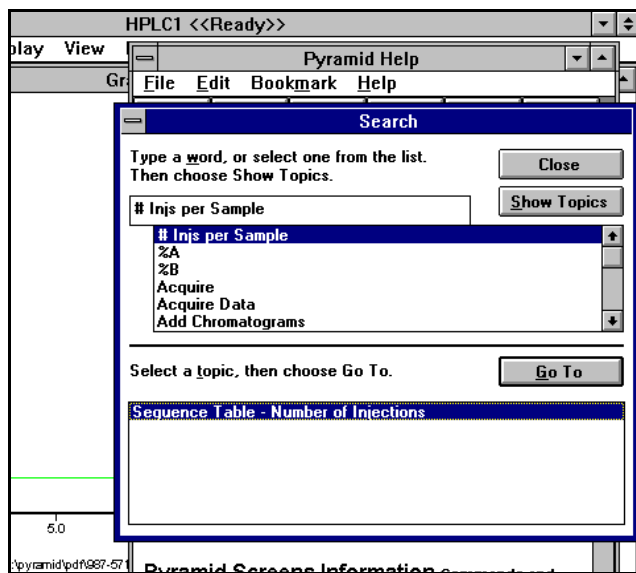 HPLC1 <<Ready>>
play View
Pyramid Help
Gra
File Edit Bookmark Help
Search
Type a word, or select one from the list.
Then choose Show Topics.
Close
Show Topics
# Injs per Sample
# Injs per Sample
%A
%B
Acquire
Acquire Data
Add Chromatograms
Select a topic, then choose Go To.
Go To
Sequence Table - Number of Injections
5.0
:\pyramid\pdf\987-571
Pyramid Screens Information Commands and